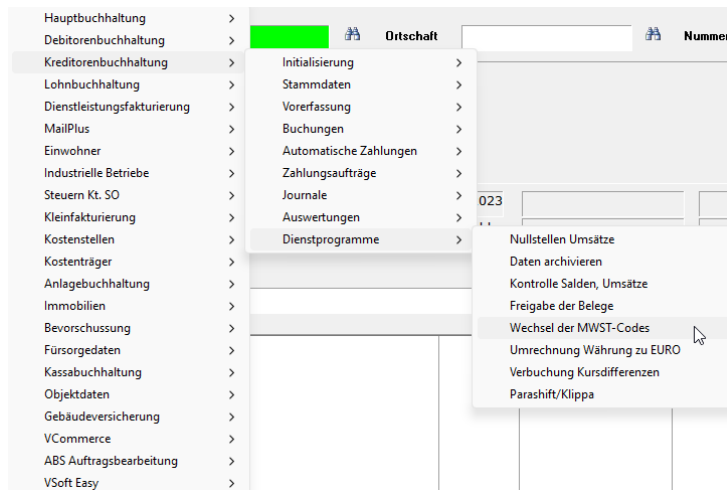 Hauptbuchhaltung
Debitorenbuchhaltung
Kreditorenbuchhaltung
Lohnbuchhaltung
Dienstleistungsfakturierung
MailPlus
Einwohner
Industrielle Betriebe
Steuern Kt. SO
Kleinfakturierung
Kostenstellen
Kostenträger
Anlagebuchhaltung
Immobilien
Bevorschussung
Fürsorgedaten
Kassabuchhaltung
Objektdaten
Gebäudeversicherung
VCommerce
ABS Auftragsbearbeitung
VSoft Easy
Ortschaft
Nummer
Initialisierung
Stammdaten
Vorerfassung
Buchungen
Automatische Zahlungen
Zahlungsaufträge
Journale
Auswertungen
Dienstprogramme
023
Nullstellen Umsätze
Daten archivieren
Kontrolle Salden, Umsätze
Freigabe der Belege
Wechsel der MWST-Codes
Umrechnung Währung zu EURO
Verbuchung Kursdifferenzen
Parashift/Klippa